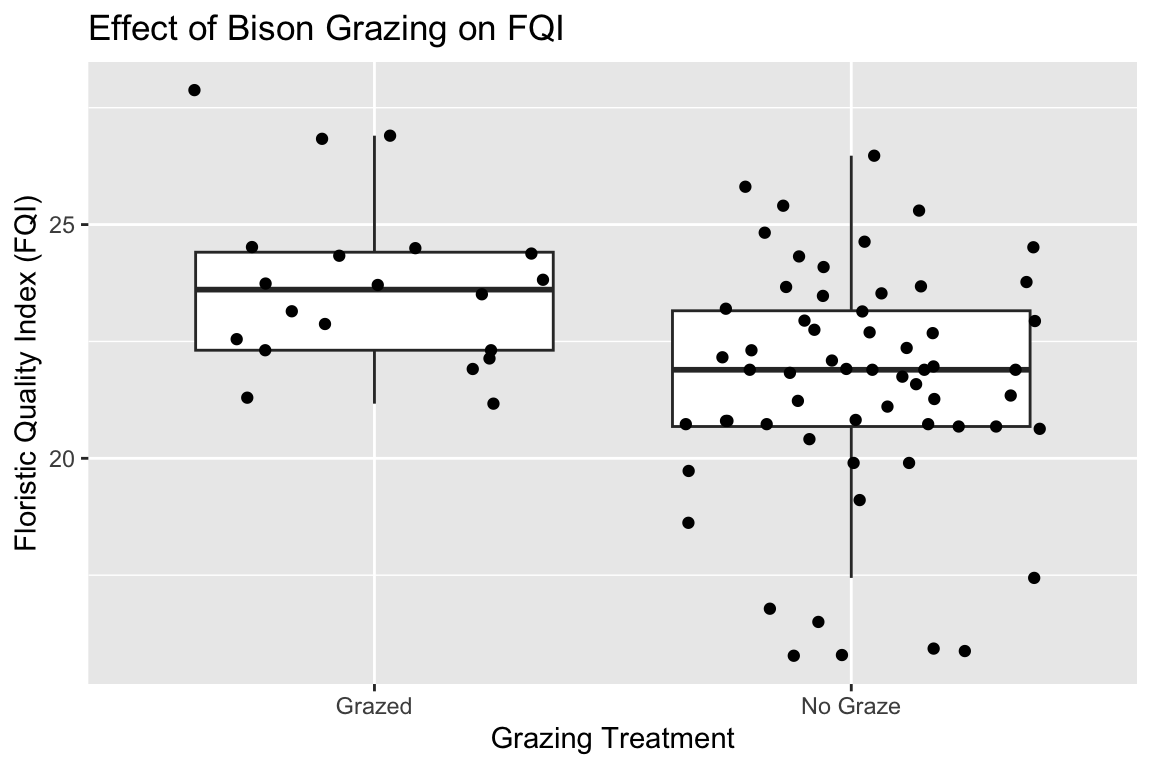 Effect of Bison Grazing on FQI
Floristic Quality Index (FQI)
25
20
Grazed
No Graze
Grazing Treatment